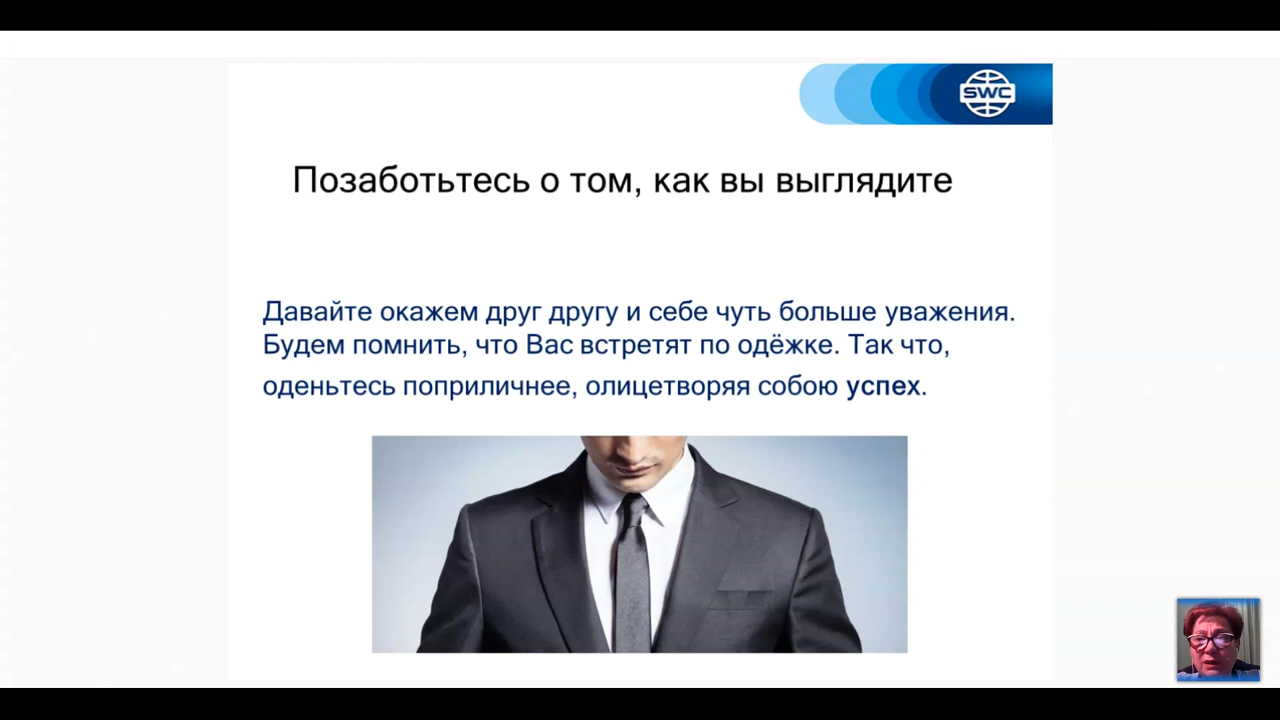 SWC
Позаботьтесь о том, как вы выглядите
Давайте окажем друг другу и себе чуть больше уважения.
Будем помнить, что Вас встретят по одёжке. Так что,
оденьтесь поприличнее, олицетворяя собою успех.